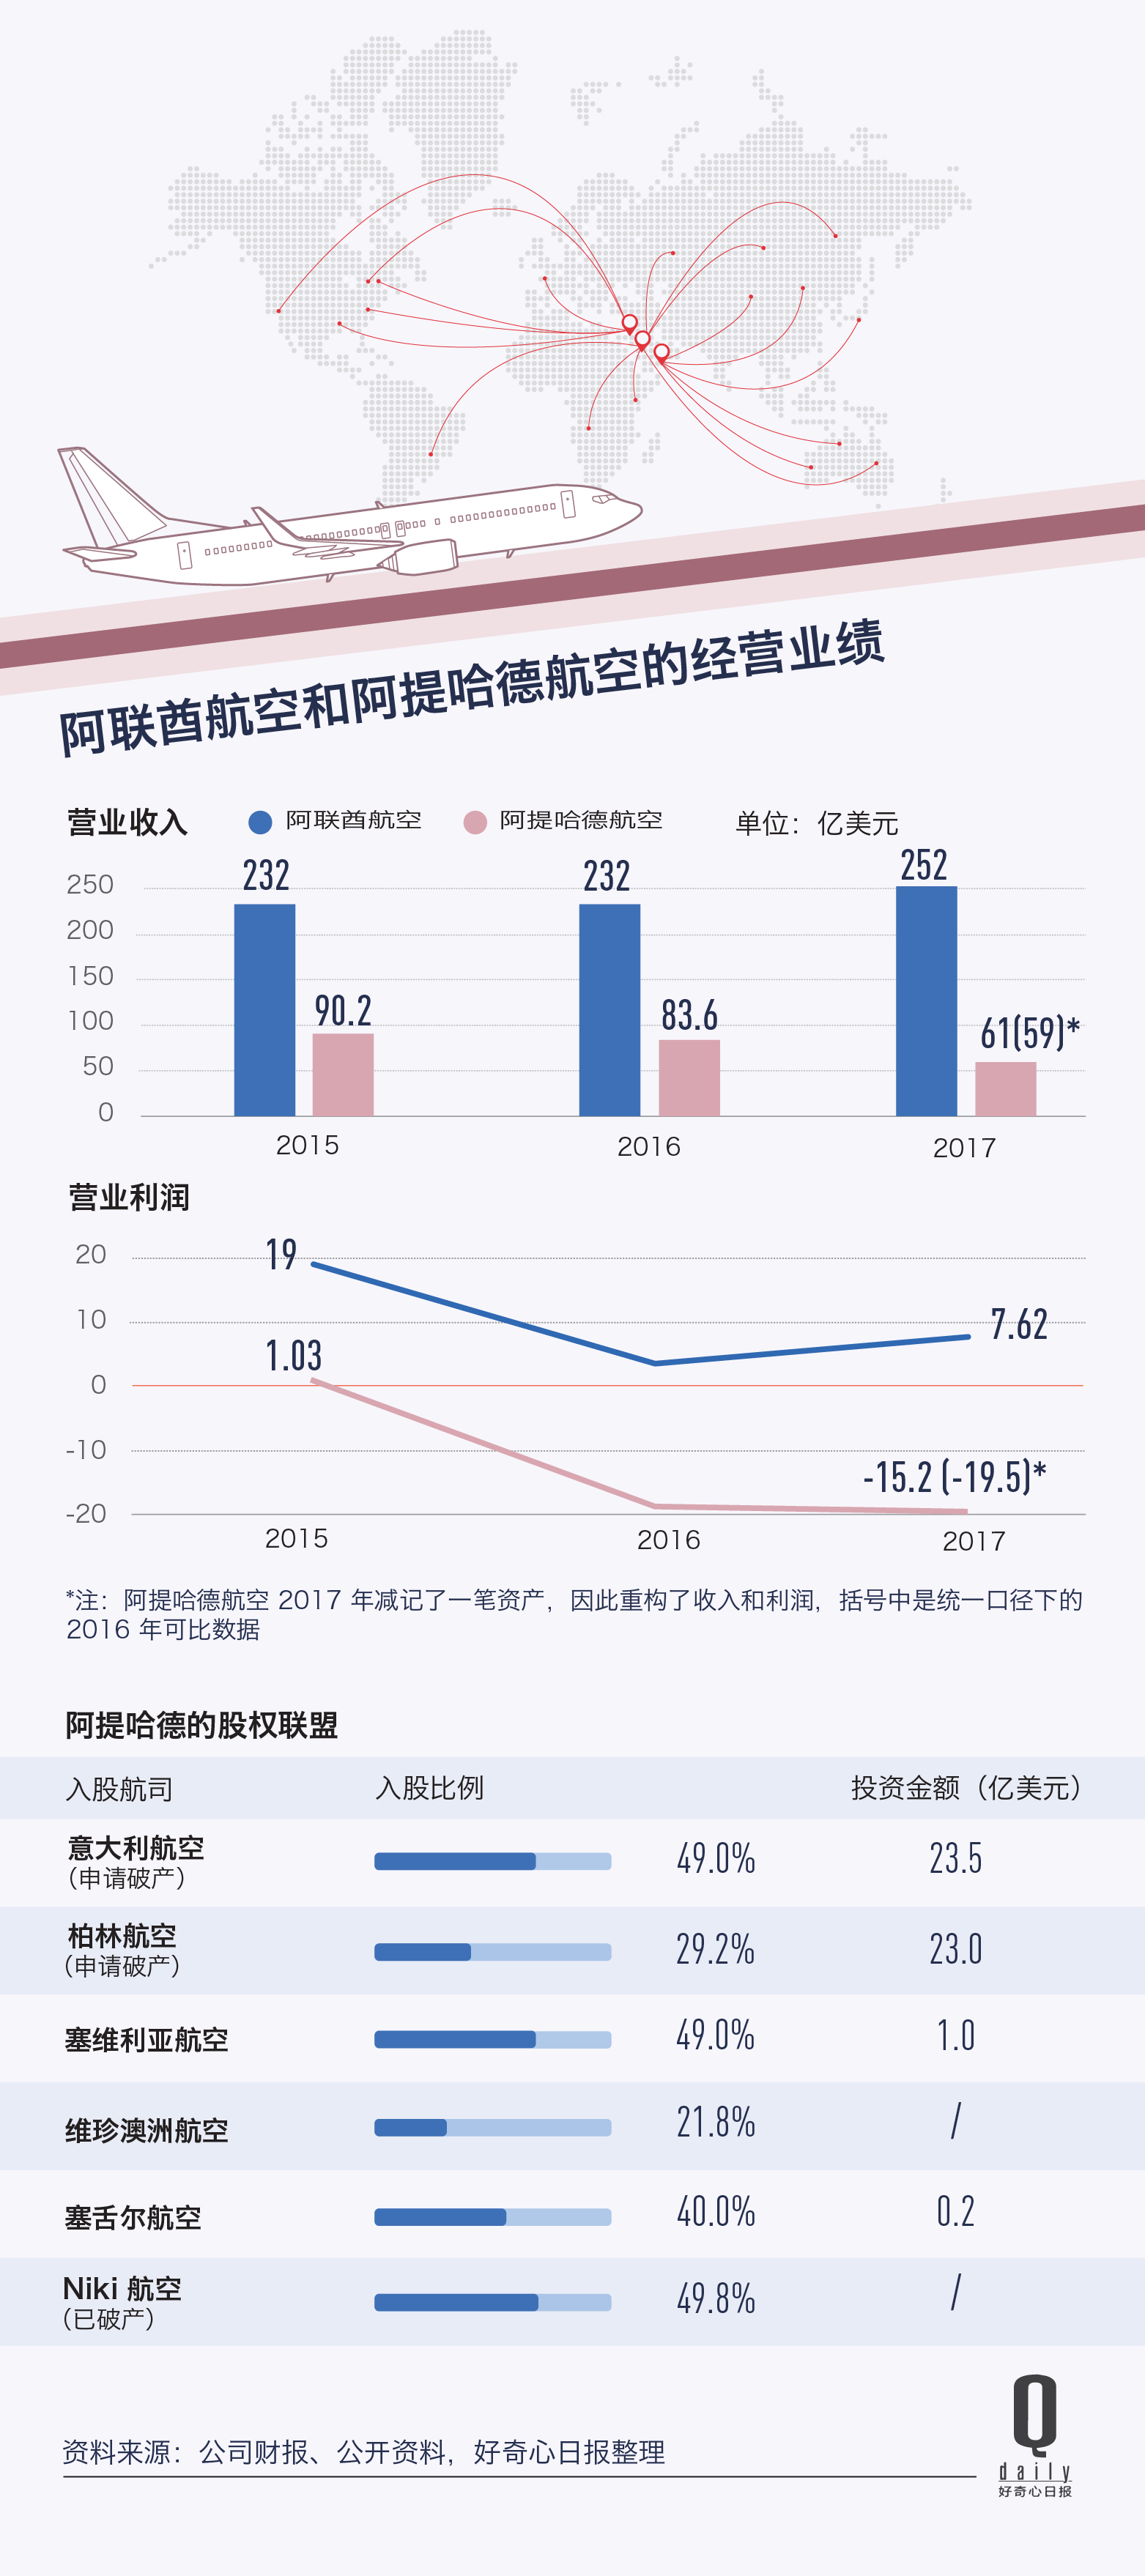 阿联酋航空和阿提哈德航空的经营业绩
营业收入 阿联酋航空 阿提哈德航空 单位：亿美元
250
200
150
100
50
0
232
90.2
232
83.6
252
61(59)*
2015 2016 2017
营业利润
20
10
0
-10
-20
19
1.03
7.62
-15.2 (-19.5)*
2015 2016 2017
*注：阿提哈德航空 2017 年减记了一笔资产，因此重构了收入和利润，括号中是统一口径下的
2016 年可比数据
阿提哈德的股权联盟
入股航司 入股比例 投资金额（亿美元）
意大利航空
（申请破产）
49.0% 23.5
柏林航空
（申请破产）
29.2% 23.0
塞维利亚航空 49.0% 1.0
维珍澳洲航空 21.8% /
塞舌尔航空 40.0% 0.2
Niki 航空
（已破产）
49.8% /
资料来源：公司财报、公开资料，好奇心日报整理
Q
daily
好奇心日报